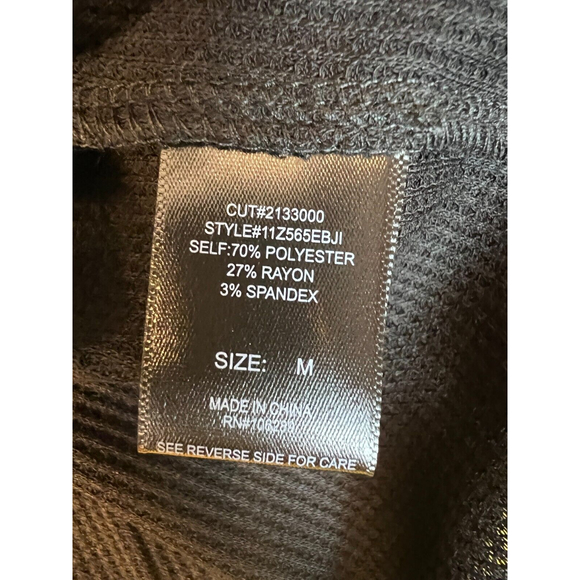 CUT#2133000
STYLE#11Z565EBJI
SELF:70% POLYESTER
27% RAYON
3% SPANDEX
SIZE: M
MADE IN CHINA
SEE REVERSE SIDE FOR CARE